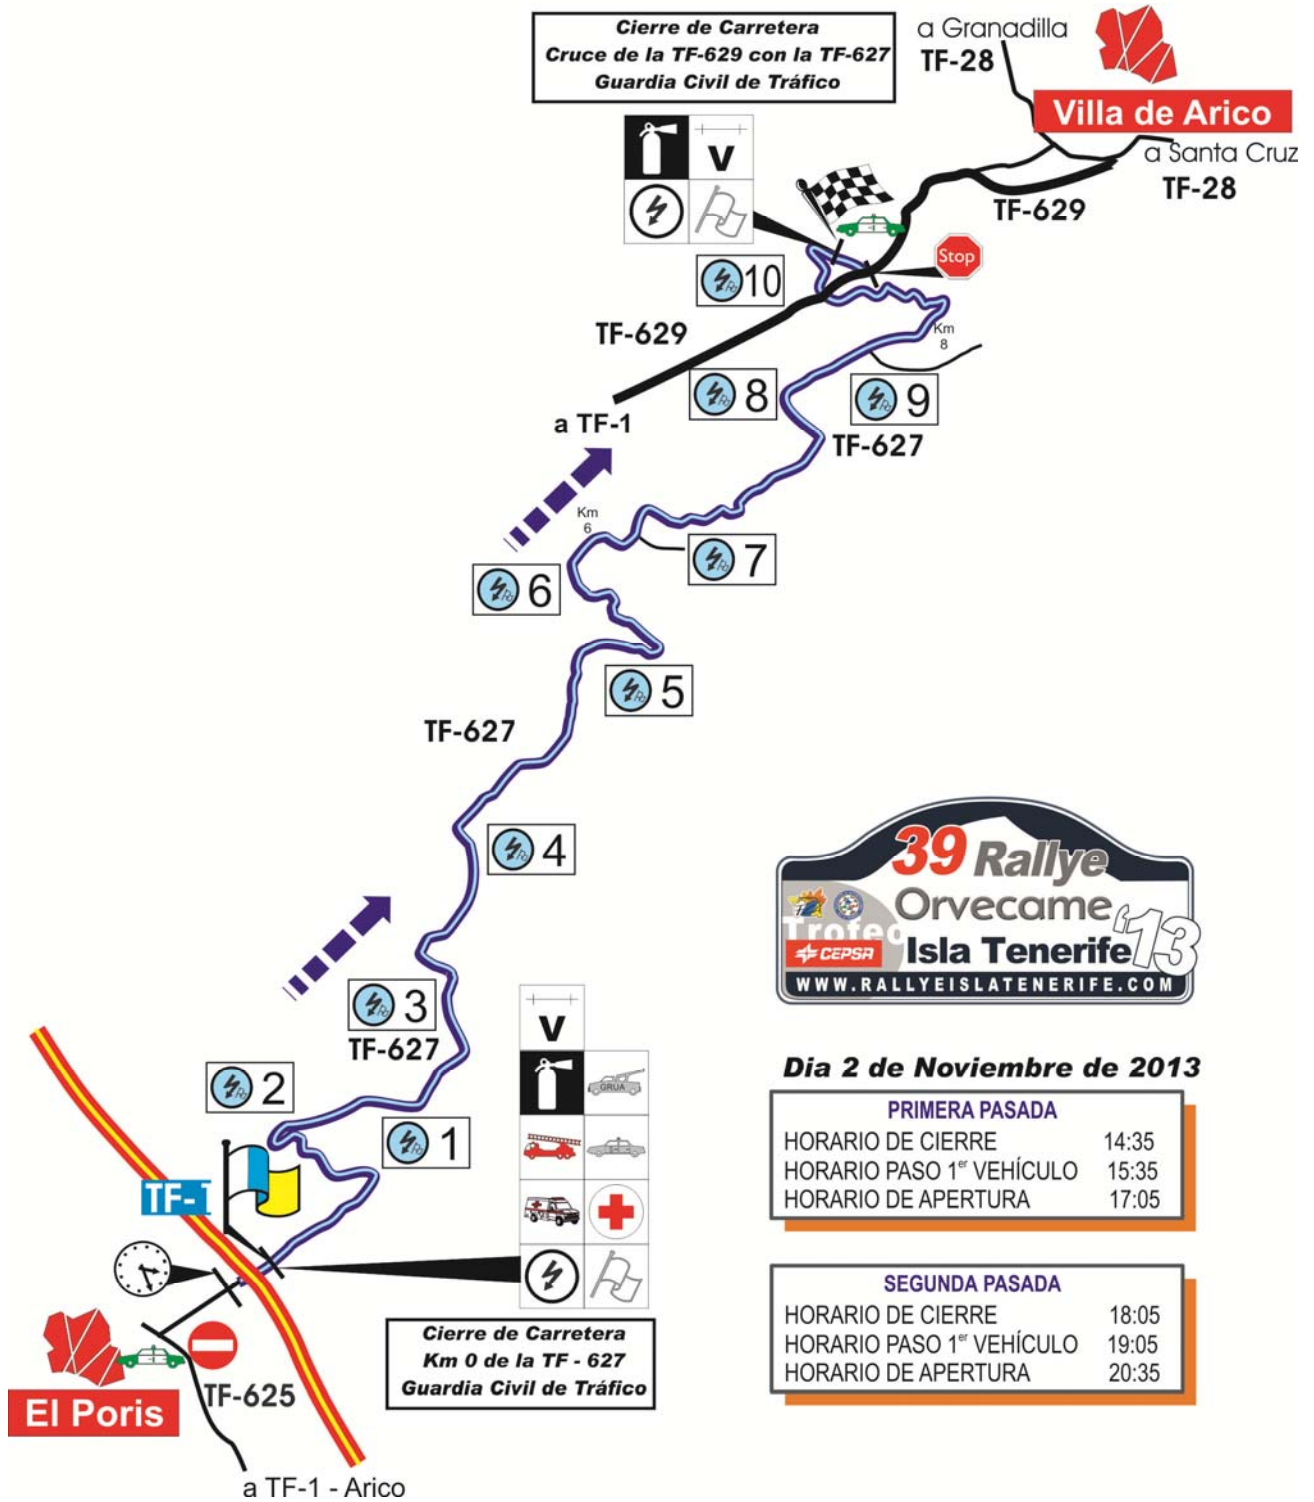 Cierre de Carretera
Cruce de la TF-629 con la TF-627
Guardia Civil de Tráfico
a Granadilla
TF-28
Villa de Arico
a Santa Cruz
TF-28
TF-629
V
Stop
10
TF-629
Km
8
8
9
a TF-1
TF-627
Km
6
7
6
5
TF-627
4
39 Rallye
Orvecame
Trofeo
'13
CEPSA
Isla Tenerife
WWW.RALLYEISLATENERIFE.COM
3
TF-627
V
GRUA
2
1
TF-1
Dia 2 de Noviembre de 2013
PRIMERA PASADA
HORARIO DE CIERRE 14:35
HORARIO PASO 1er VEHÍCULO 15:35
HORARIO DE APERTURA 17:05
SEGUNDA PASADA
HORARIO DE CIERRE 18:05
HORARIO PASO 1er VEHÍCULO 19:05
HORARIO DE APERTURA 20:35
Cierre de Carretera
Km 0 de la TF - 627
Guardia Civil de Tráfico
El Poris
TF-625
a TF-1 - Arico